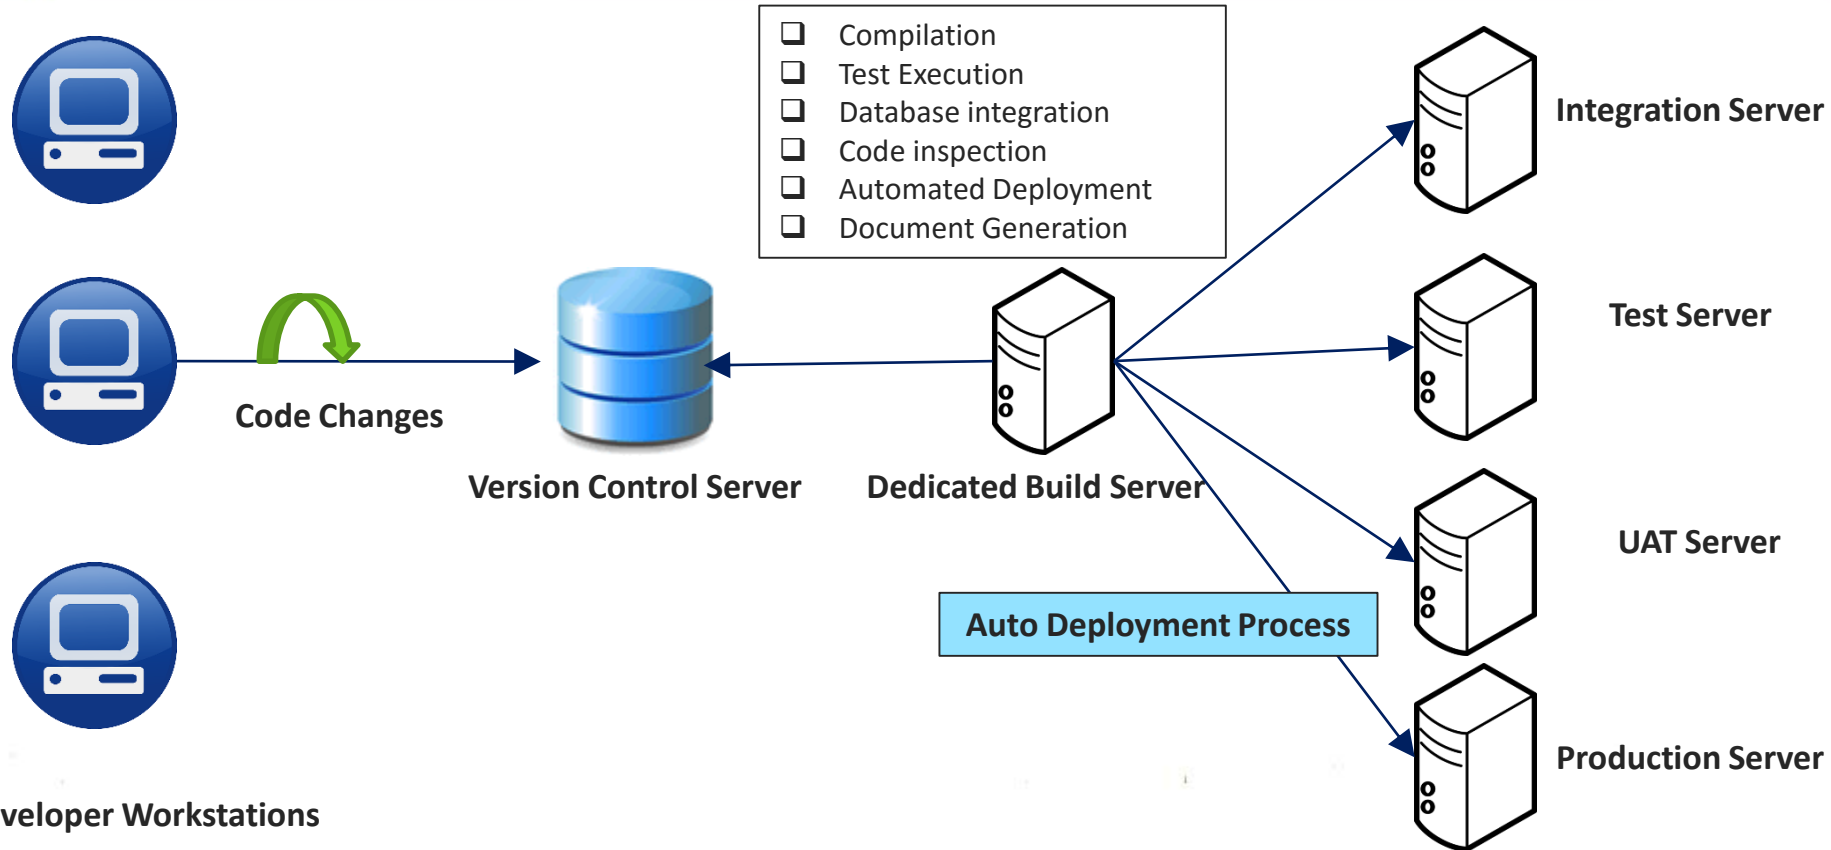 Compilation
Test Execution
Database integration
Code inspection
Automated Deployment
Document Generation
Integration Server
Test Server
Code Changes
Version Control Server
Dedicated Build Server
UAT Server
Auto Deployment Process
Production Server
veloper Workstations